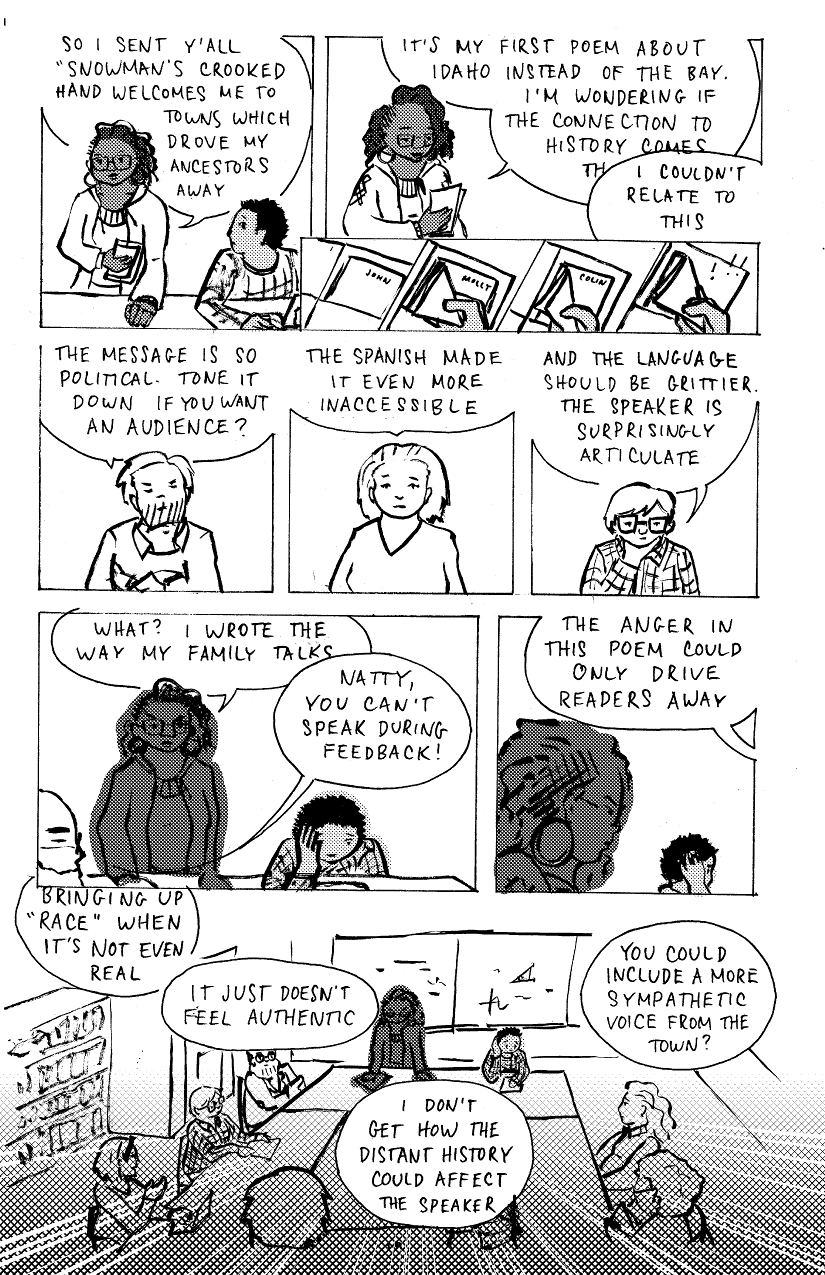 SO I SENT Y'ALL
"SNOWMAN'S CROOKED
HAND WELCOMES ME TO
TOWNS WHICH
DROVE MY
ANCESTORS
AWAY
IT'S MY FIRST POEM ABOUT
IDAHO INSTEAD OF THE BAY.
I'M WONDERING IF
THE CONNECTION TO
HISTORY COMES
TH
I COULDN'T
RELATE TO
THIS
JOHN
MOLLY
COLIN
! !!
THE MESSAGE IS SO
POLITICAL. TONE IT
DOWN IF YOU WANT
AN AUDIENCE?
THE SPANISH MADE
IT EVEN MORE
INACCESSIBLE
AND THE LANGUAGE
SHOULD BE GRITTIER.
THE SPEAKER IS
SURPRISINGLY
ARTICULATE
WHAT? I WROTE THE
WAY MY FAMILY TALKS
NATTY,
YOU CAN'T
SPEAK DURING
FEEDBACK!
THE ANGER IN
THIS POEM COULD
ONLY DRIVE
READERS AWAY
BRINGING UP
"RACE" WHEN
IT'S NOT EVEN
REAL
IT JUST DOESN'T
FEEL AUTHENTIC
YOU COULD
INCLUDE A MORE
SYMPATHETIC
VOICE FROM THE
TOWN?
I DON'T
GET HOW THE
DISTANT HISTORY
COULD AFFECT
THE SPEAKER